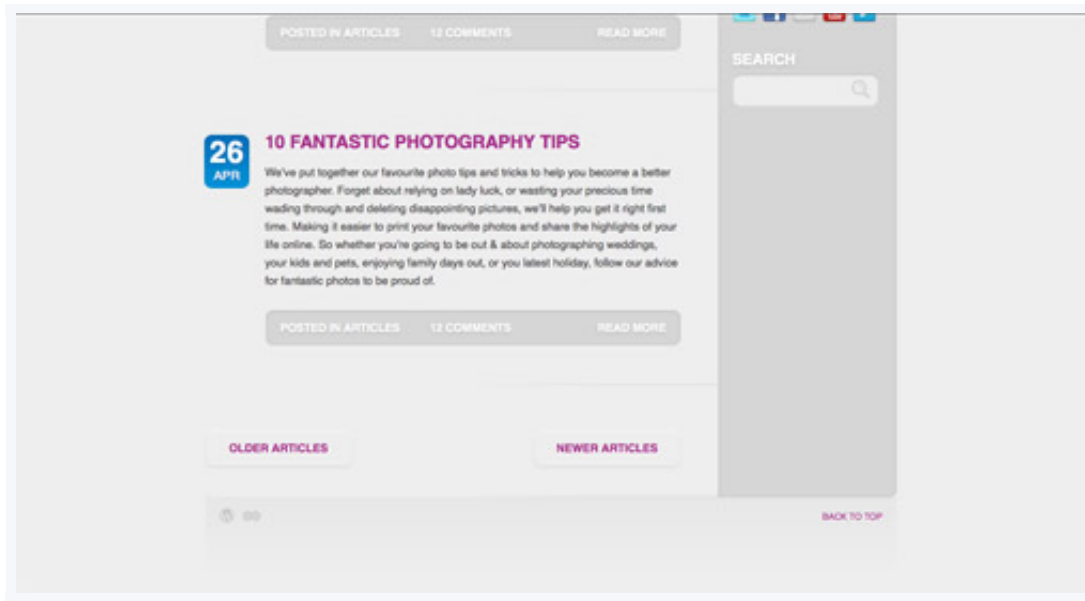 POSTED IN ARTICLES 12 COMMENTS READ MORE
SEARCH
26
APR
10 FANTASTIC PHOTOGRAPHY TIPS
We've put together our favourite photo tips and tricks to help you become a better
photographer. Forget about relying on lady luck, or wasting your precious time
wading through and deleting disappointing pictures, we'll help you get it right first
time. Making it easier to print your favourite photos and share the highlights of your
life online. So whether you're going to be out & about photographing weddings,
your kids and pets, enjoying family days out, or you latest holiday, follow our advice
for fantastic photos to be proud of.
POSTED IN ARTICLES 12 COMMENTS READ MORE
OLDER ARTICLES
NEWER ARTICLES
BACK TO TOP